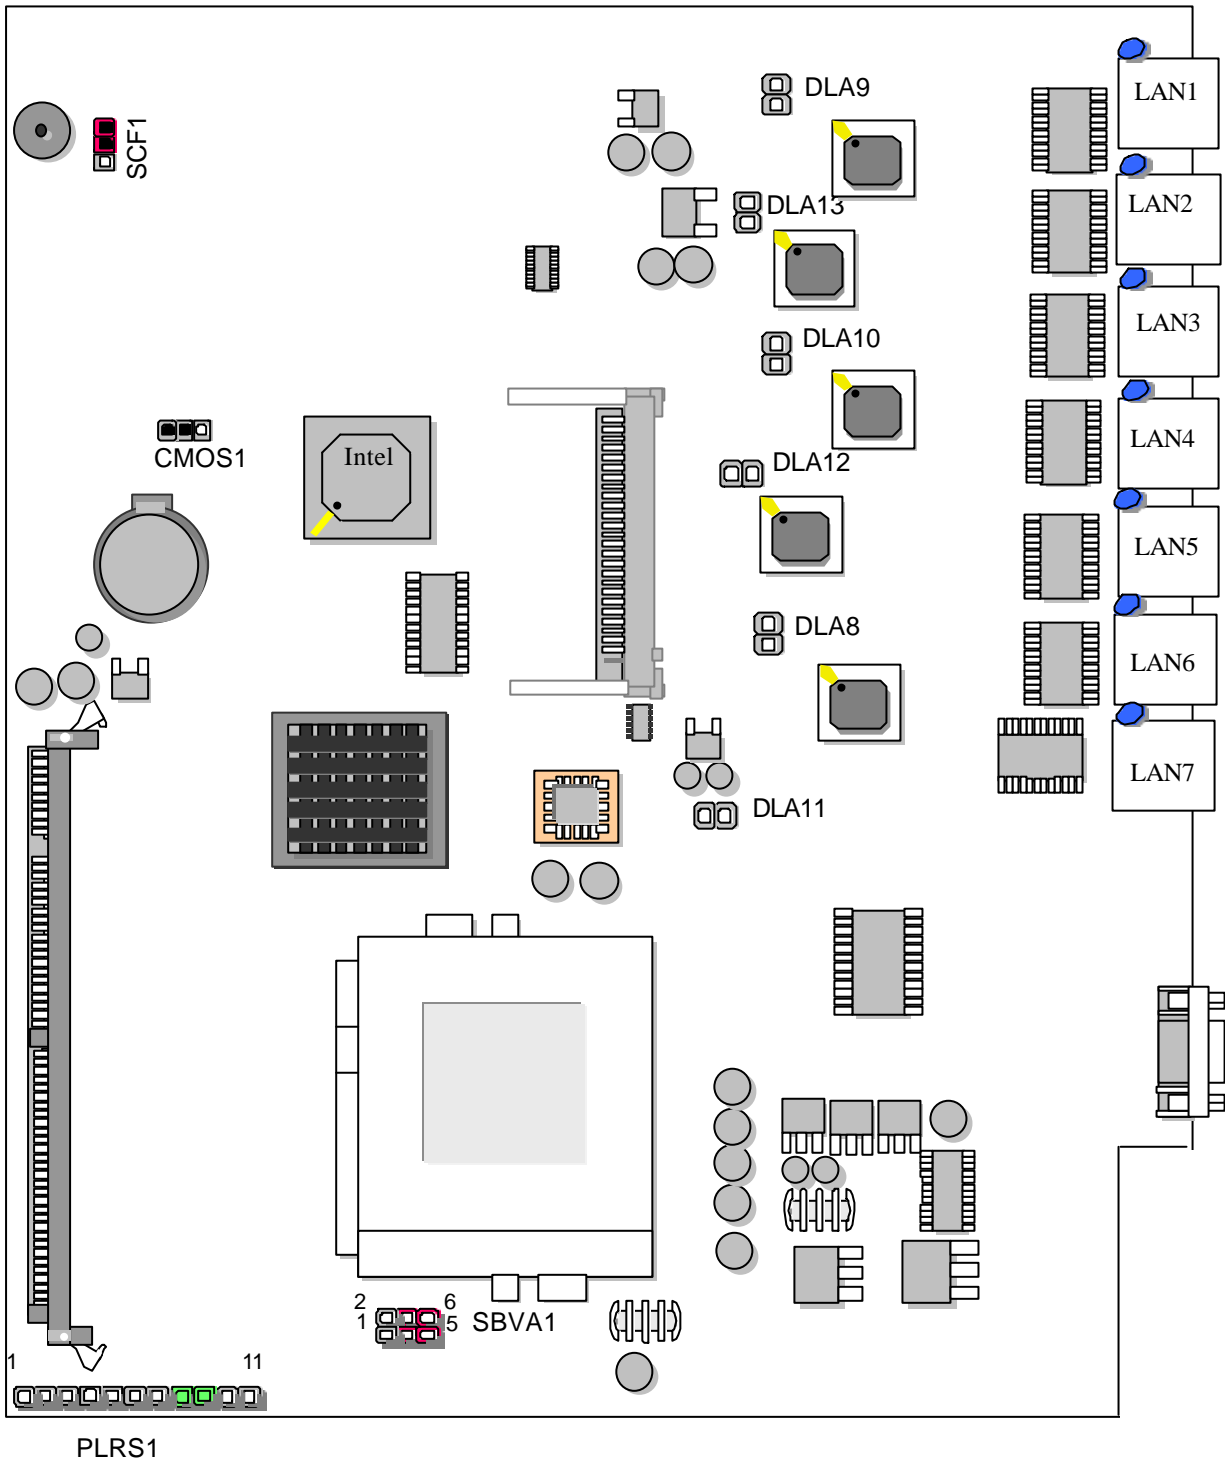 DLA9
LAN1
SCF1
DLA13
LAN2
LAN3
DLA10
LAN4
CMOS1
Intel
DLA12
LAN5
DLA8
LAN6
LAN7
DLA11
2
6
1
5
SBVA1
1
11
PLRS1